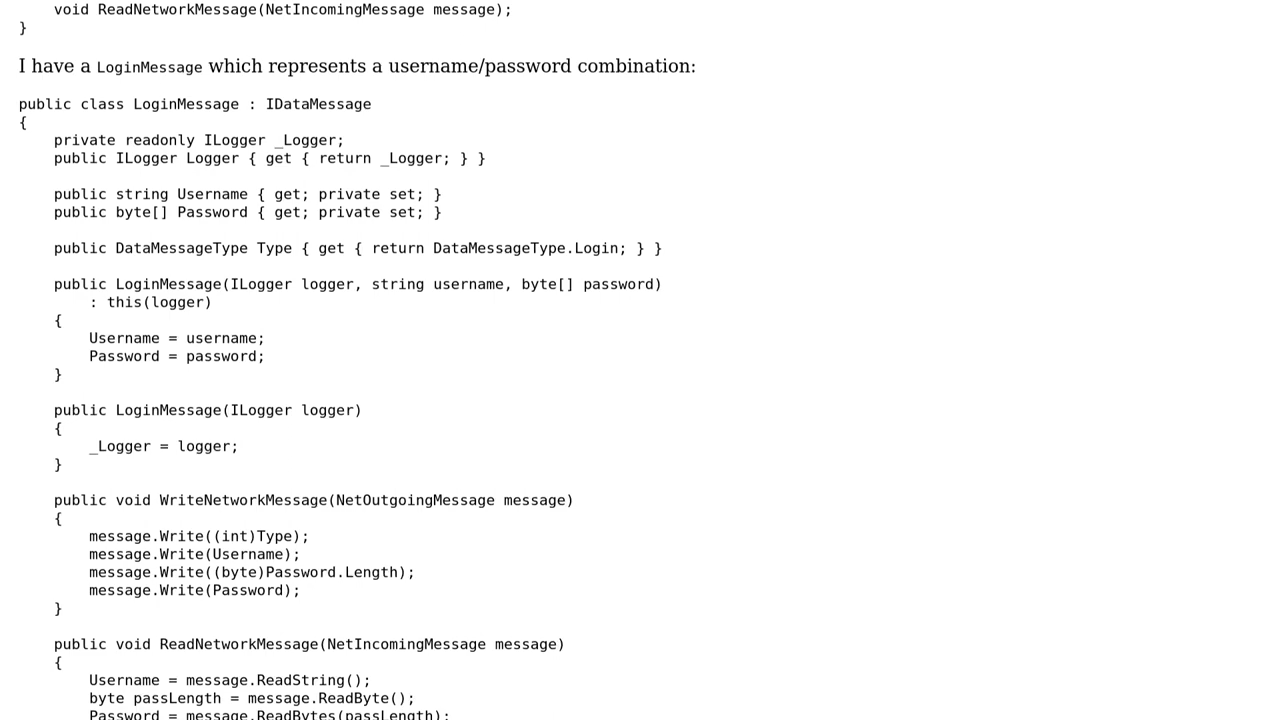 void ReadNetworkMessage(NetIncomingMessage message);
}
I have a LoginMessage which represents a username/password combination:
public class LoginMessage : IDataMessage
{
    private readonly ILogger _Logger;
    public ILogger Logger { get { return _Logger; } }
    public string Username { get; private set; }
    public byte[] Password { get; private set; }
    public DataMessageType Type { get { return DataMessageType.Login; } }
    public LoginMessage(ILogger logger, string username, byte[] password)
        : this(logger)
    {
        Username = username;
        Password = password;
    }
    public LoginMessage(ILogger logger)
    {
        _Logger = logger;
    }
    public void WriteNetworkMessage(NetOutgoingMessage message)
    {
        message.Write((int)Type);
        message.Write(Username);
        message.Write((byte)Password.Length);
        message.Write(Password);
    }
    public void ReadNetworkMessage(NetIncomingMessage message)
    {
        Username = message.ReadString();
        byte passLength = message.ReadByte();
        Password = message.ReadBytes(passLength);